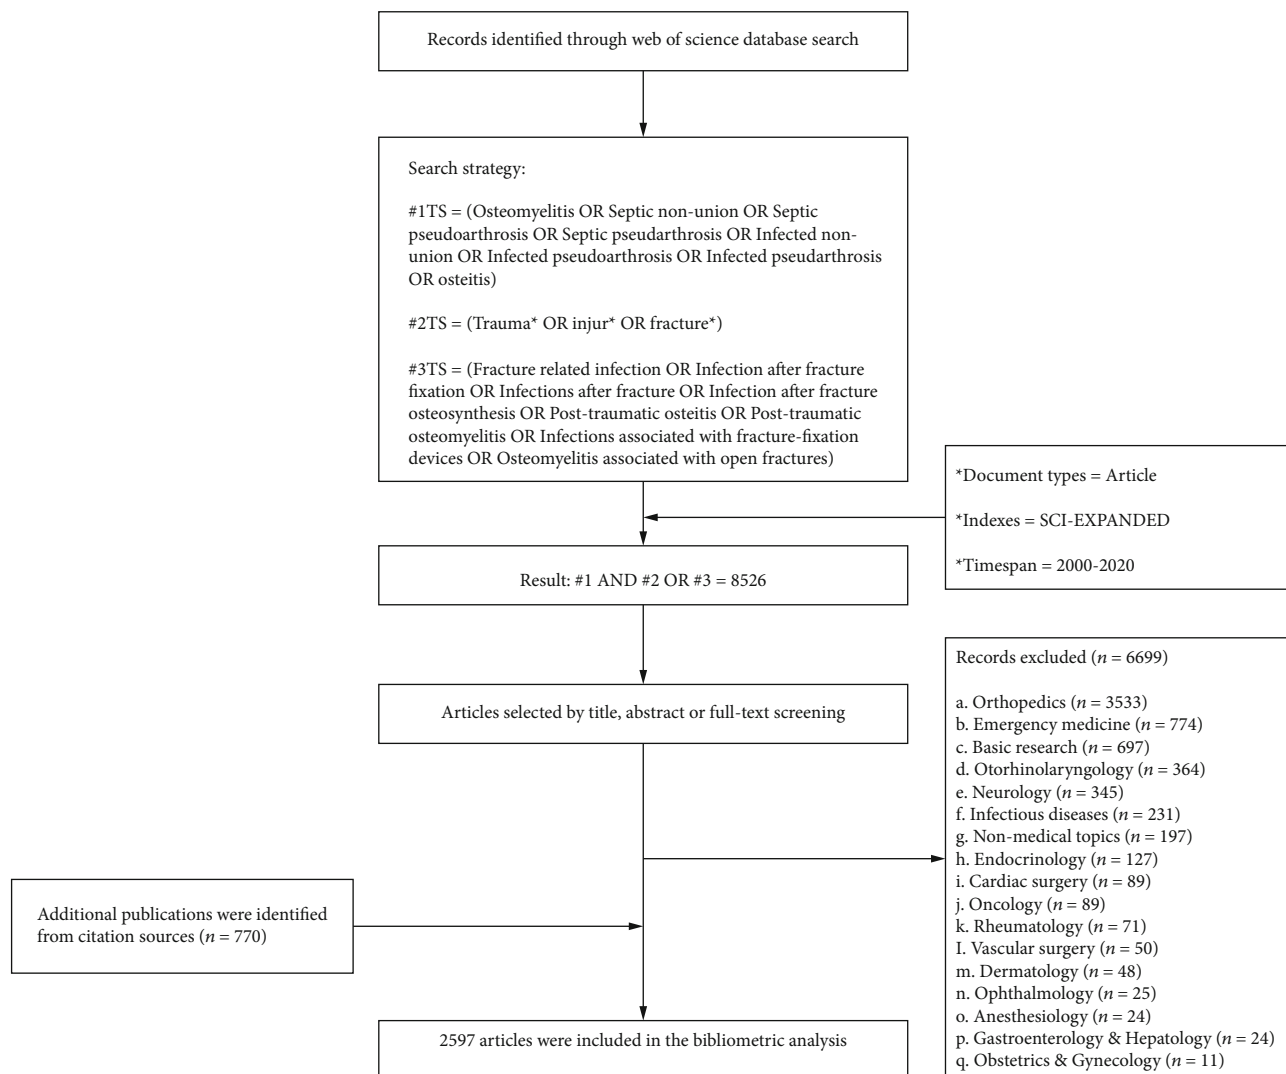 Records identified through web of science database search
Search strategy:
#1TS = (Osteomyelitis OR Septic non-union OR Septic
pseudoarthrosis OR Septic pseudarthrosis OR Infected non-
union OR Infected pseudoarthrosis OR Infected pseudarthrosis
OR osteitis)
#2TS = (Trauma* OR injur* OR fracture*)
#3TS = (Fracture related infection OR Infection after fracture
fixation OR Infections after fracture OR Infection after fracture
osteosynthesis OR Post-traumatic osteitis OR Post-traumatic
osteomyelitis OR Infections associated with fracture-fixation
devices OR Osteomyelitis associated with open fractures)
*Document types = Article
*Indexes = SCI-EXPANDED
*Timespan = 2000-2020
Result: #1 AND #2 OR #3 = 8526
Articles selected by title, abstract or full-text screening
Records excluded (n = 6699)
a. Orthopedics (n = 3533)
b. Emergency medicine (n = 774)
c. Basic research (n = 697)
d. Otorhinolaryngology (n = 364)
e. Neurology (n = 345)
f. Infectious diseases (n = 231)
g. Non-medical topics (n = 197)
h. Endocrinology (n = 127)
i. Cardiac surgery (n = 89)
j. Oncology (n = 89)
k. Rheumatology (n = 71)
I. Vascular surgery (n = 50)
m. Dermatology (n = 48)
n. Ophthalmology (n = 25)
o. Anesthesiology (n = 24)
p. Gastroenterology & Hepatology (n = 24)
q. Obstetrics & Gynecology (n = 11)
Additional publications were identified
from citation sources (n = 770)
2597 articles were included in the bibliometric analysis